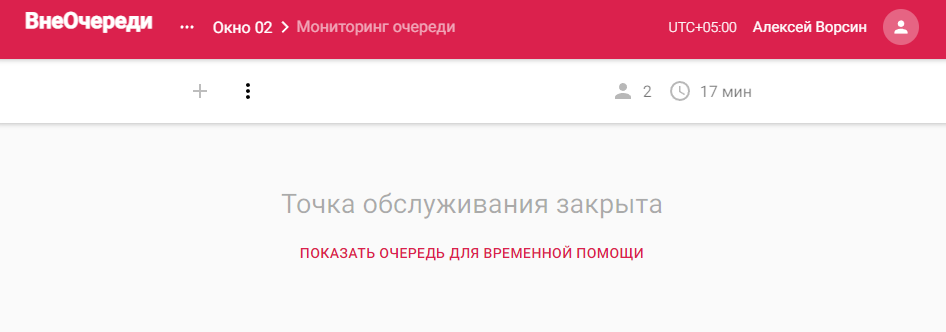 ВнеОчереди ··· Окно 02 > Мониторинг очереди UTC+05:00 Алексей Ворсин
2 17 мин
Точка обслуживания закрыта
ПОКАЗАТЬ ОЧЕРЕДЬ ДЛЯ ВРЕМЕННОЙ ПОМОЩИ